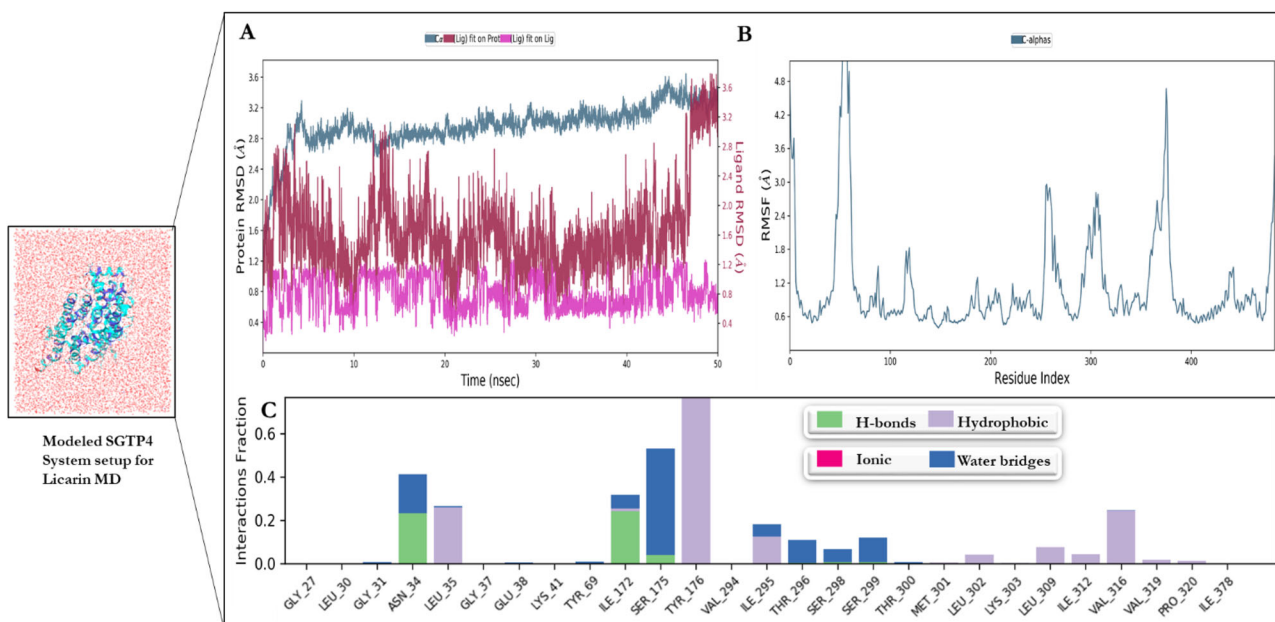 A
Cα (Lig) fit on Prot (Lig) fit on Lig
Protein RMSD (Å)
3.6
3.2
2.8
2.4
2.0
1.6
1.2
0.8
0.4
3.6
3.2
2.8
2.4
2.0
1.6
1.2
0.8
0.4
Ligand RMSD (Å)
0 10 20 30 40 50
Time (nsec)
B
C-alphas
RMSF (Å)
4.8
4.2
3.6
3.0
2.4
1.8
1.2
0.6
0 100 200 300 400
Residue Index
Modeled SGTP4
System setup for
Licarin MD
C
Interactions Fraction
0.6
0.4
0.2
0.0
H-bonds Hydrophobic
Ionic Water bridges
GLY_27
LEU_30
GLY_31
ASN_34
LEU_35
GLY_37
GLU_38
LYS_41
TYR_69
ILE_172
SER_175
TYR_176
VAL_294
ILE_295
THR_296
SER_298
SER_299
THR_300
MET_301
LEU_302
LYS_303
LEU_309
ILE_312
VAL_316
VAL_319
PRO_320
ILE_378